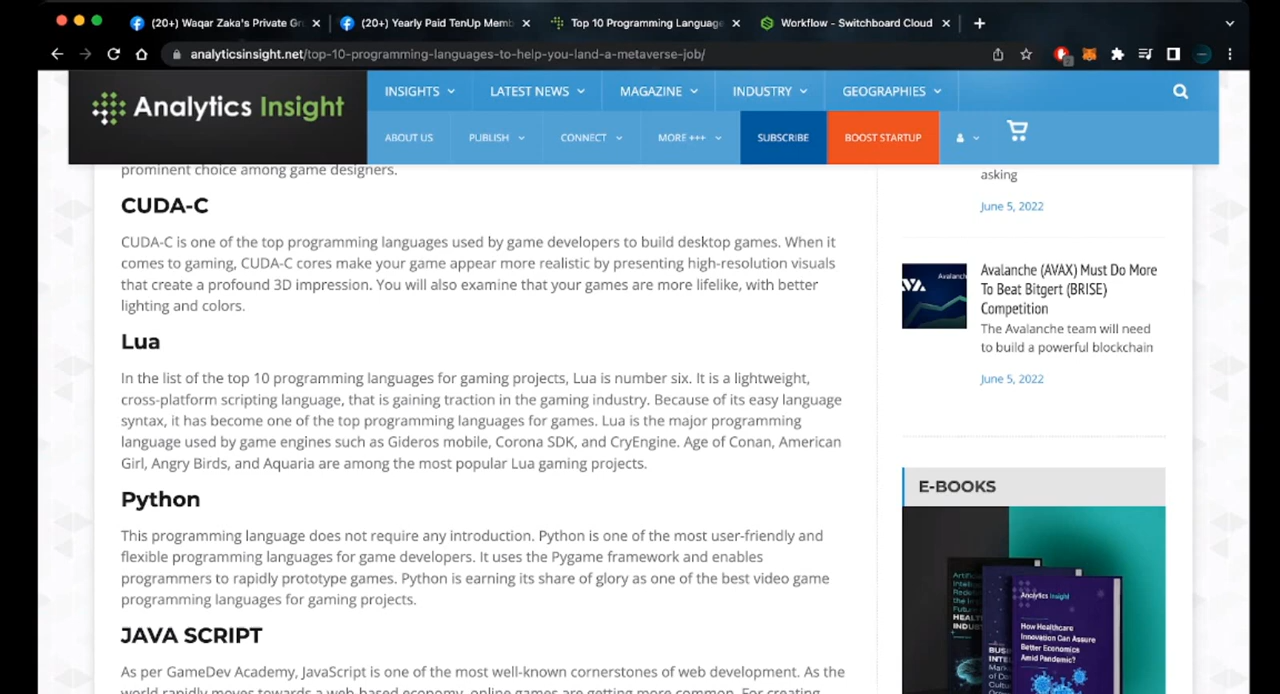 (20+) Waqar Zaka's Private Gr
(20+) Yearly Paid TenUp Memb
Top 10 Programming Language
Workflow - Switchboard Cloud
analyticsinsight.net/top-10-programming-languages-to-help-you-land-a-metaverse-job/
2
Analytics Insight
INSIGHTS
LATEST NEWS
MAGAZINE
INDUSTRY
GEOGRAPHIES
ABOUT US
PUBLISH
CONNECT
MORE +++
SUBSCRIBE
BOOST STARTUP
prominent choice among game designers.
CUDA-C
CUDA-C is one of the top programming languages used by game developers to build desktop games. When it
comes to gaming, CUDA-C cores make your game appear more realistic by presenting high-resolution visuals
that create a profound 3D impression. You will also examine that your games are more lifelike, with better
lighting and colors.
Lua
In the list of the top 10 programming languages for gaming projects, Lua is number six. It is a lightweight,
cross-platform scripting language, that is gaining traction in the gaming industry. Because of its easy language
syntax, it has become one of the top programming languages for games. Lua is the major programming
language used by game engines such as Gideros mobile, Corona SDK, and CryEngine. Age of Conan, American
Girl, Angry Birds, and Aquaria are among the most popular Lua gaming projects.
Python
This programming language does not require any introduction. Python is one of the most user-friendly and
flexible programming languages for game developers. It uses the Pygame framework and enables
programmers to rapidly prototype games. Python is earning its share of glory as one of the best video game
programming languages for gaming projects.
JAVA SCRIPT
As per GameDev Academy, JavaScript is one of the most well-known cornerstones of web development. As the
world rapidly moves towards a web-based economy, online games are getting more common. For creating
asking
June 5, 2022
Avalanche
Avalanche (AVAX) Must Do More
To Beat Bitgert (BRISE)
Competition
The Avalanche team will need
to build a powerful blockchain
June 5, 2022
E-BOOKS
Analytics Insight
How Healthcare
Innovation Can Assure
Better Economics
Amid Pandemic?